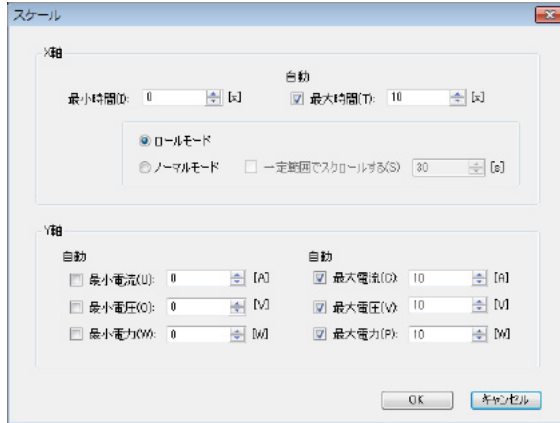 スケール
X軸
自動
最小時間(I): 0 [s] 最大時間(T): 10 [s]
ロールモード
ノーマルモード 一定範囲でスクロールする(S) 30 [s]
Y軸
自動 自動
最小電流(U): 0 [A] 最大電流(C): 10 [A]
最小電圧(O): 0 [V] 最大電圧(V): 10 [V]
最小電力(W): 0 [W] 最大電力(P): 10 [W]
OK キャンセル